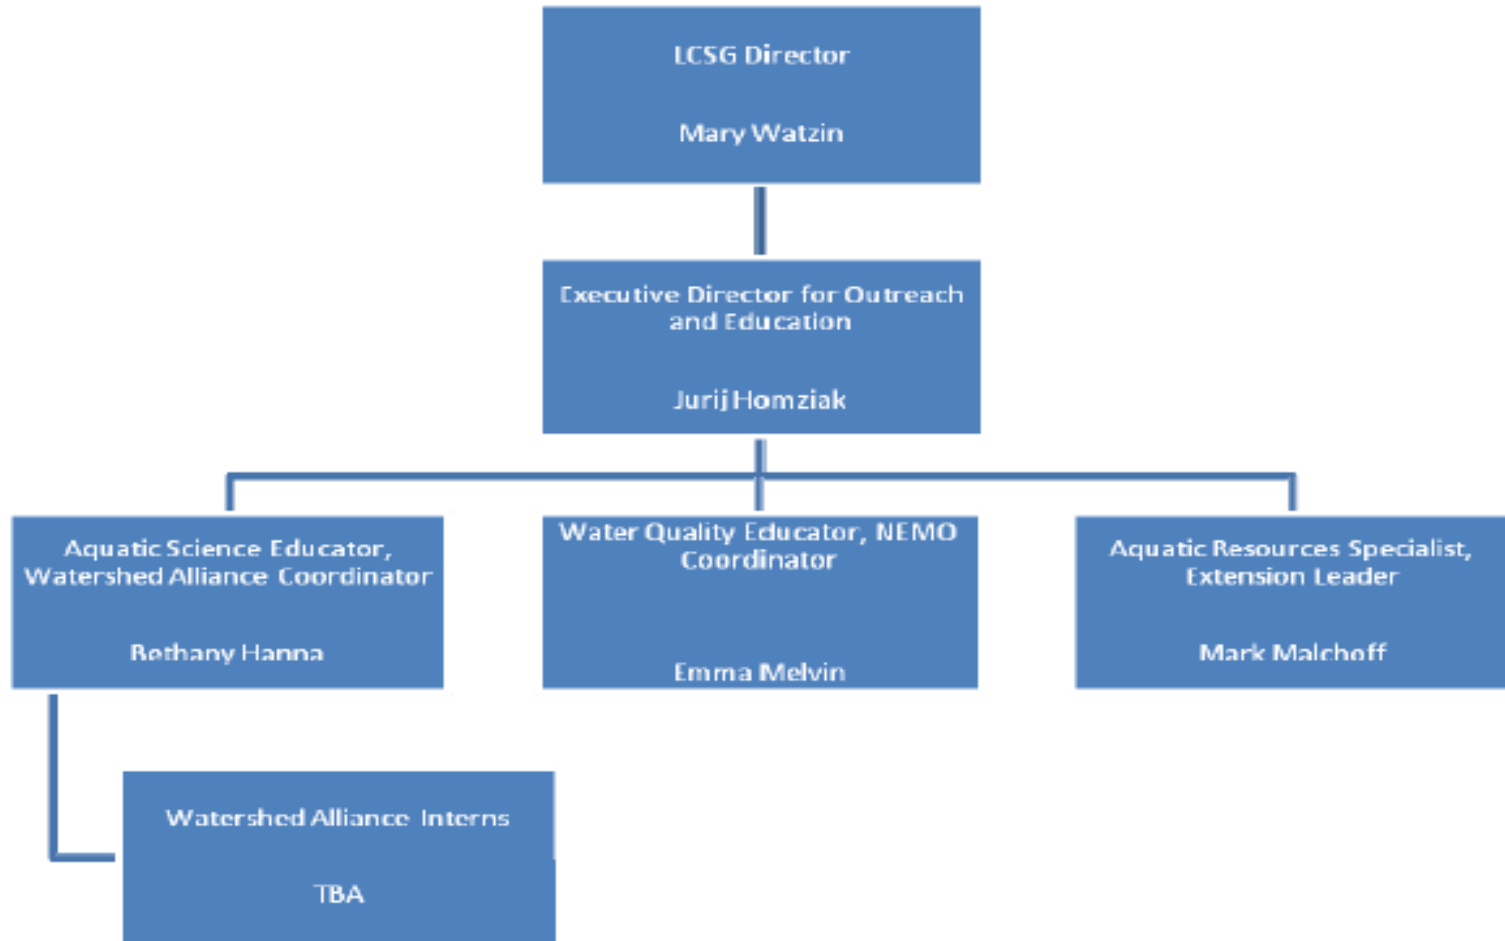 LCSG Director
Mary Watzin
Executive Director for Outreach
and Education
Jurij Homziak
Aquatic Science Educator,
Watershed Alliance Coordinator
Bethany Hanna
Water Quality Educator, NEMO
Coordinator
Emma Melvin
Aquatic Resources Specialist,
Extension Leader
Mark Malchoff
Watershed Alliance Interns
TBA